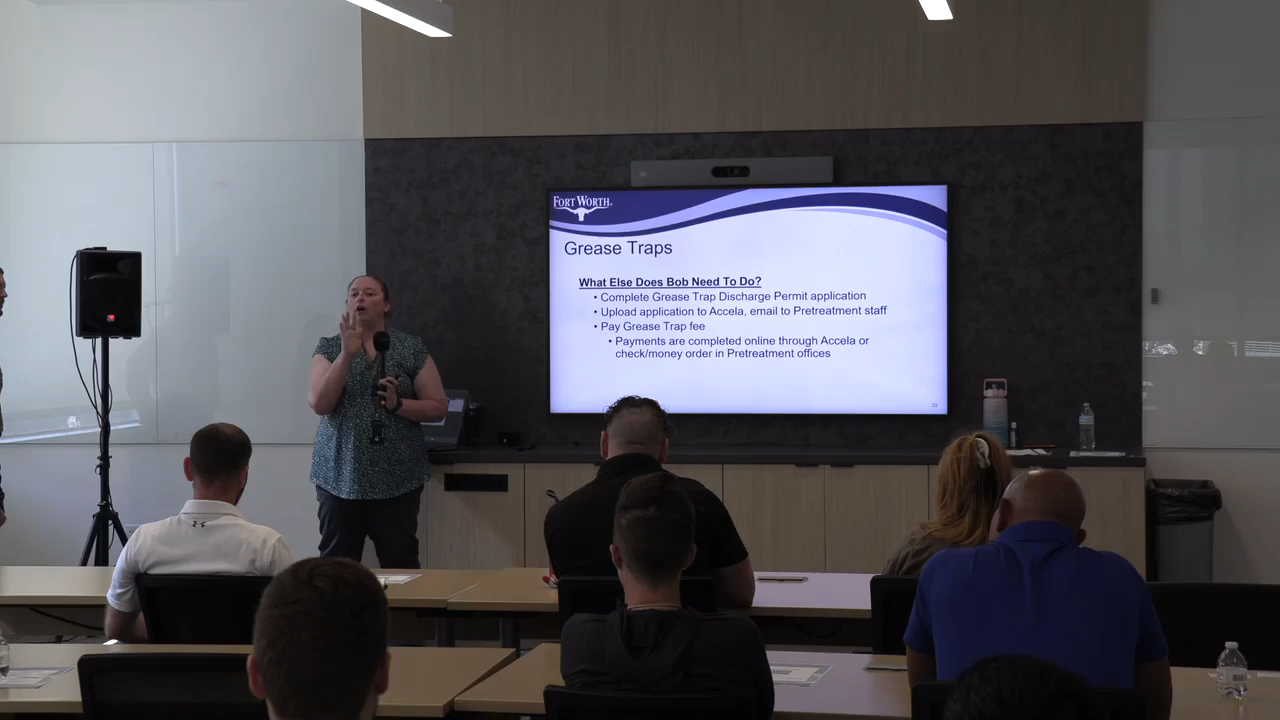 FORT WORTH®
Grease Traps
What Else Does Bob Need To Do?
• Complete Grease Trap Discharge Permit application
• Upload application to Accela, email to Pretreatment staff
• Pay Grease Trap fee
• Payments are completed online through Accela or
check/money order in Pretreatment offices